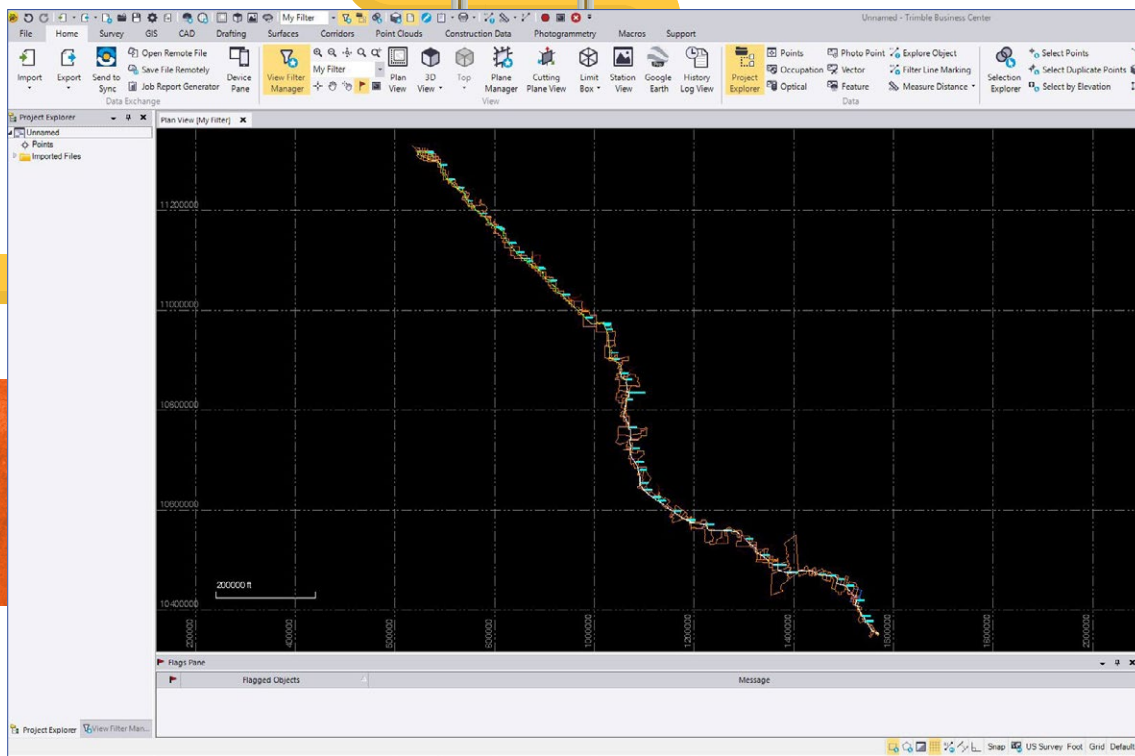 My Filter
Unnamed - Trimble Business Center
File Home Survey GIS CAD Drafting Surfaces Corridors Point Clouds Construction Data Photogrammetry Macros Support
Import
Export
Send to Sync
Open Remote File
Save File Remotely
Job Report Generator
Data Exchange
Device Pane
View Filter Manager
My Filter
Plan View
3D View
Top
Plane Manager
Cutting Plane View
Limit Box
Station View
Google Earth
History Log View
View
Project Explorer
Points
Occupation
Optical
Photo Point
Vector
Feature
Explore Object
Filter Line Marking
Measure Distance
Data
Selection Explorer
Select Points
Select Duplicate Points
Select by Elevation
Project Explorer
Unnamed
Points
Imported Files
Plan View [My Filter]
11200000
11000000
10800000
10600000
10400000
200000 ft
200000 400000 600000 800000 1000000 1200000 1400000 1600000 1800000 2000000
Flags Pane
Flagged Objects Message
Project Explorer View Filter Man...
Snap US Survey Foot Grid Default